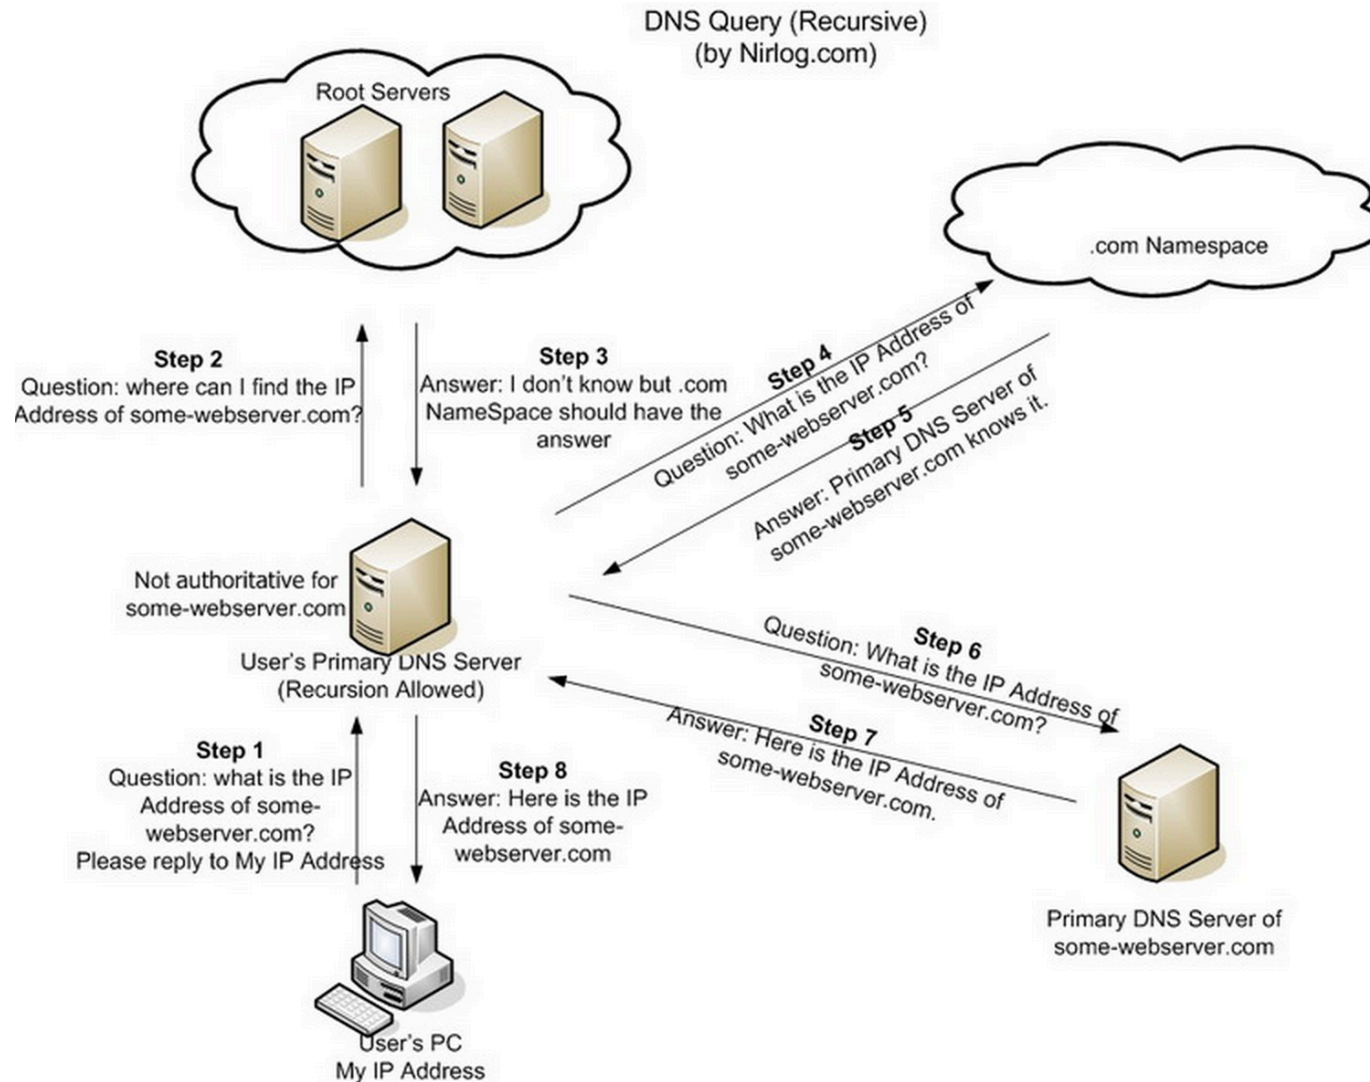 DNS Query (Recursive)
(by Nirlog.com)
Root Servers
.com Namespace
Step 2
Question: where can I find the IP
Address of some-webserver.com?
Step 3
Answer: I don't know but .com
NameSpace should have the
answer
Step 4
Question: What is the IP Address of
some-webserver.com?
Step 5
Answer: Primary DNS Server of
some-webserver.com knows it.
Not authoritative for
some-webserver.com
User's Primary DNS Server
(Recursion Allowed)
Step 6
Question: What is the IP Address of
some-webserver.com?
Step 7
Answer: Here is the IP Address of
some-webserver.com.
Step 1
Question: what is the IP
Address of some-
webserver.com?
Please reply to My IP Address
Step 8
Answer: Here is the IP
Address of some-
webserver.com
Primary DNS Server of
some-webserver.com
User's PC
My IP Address